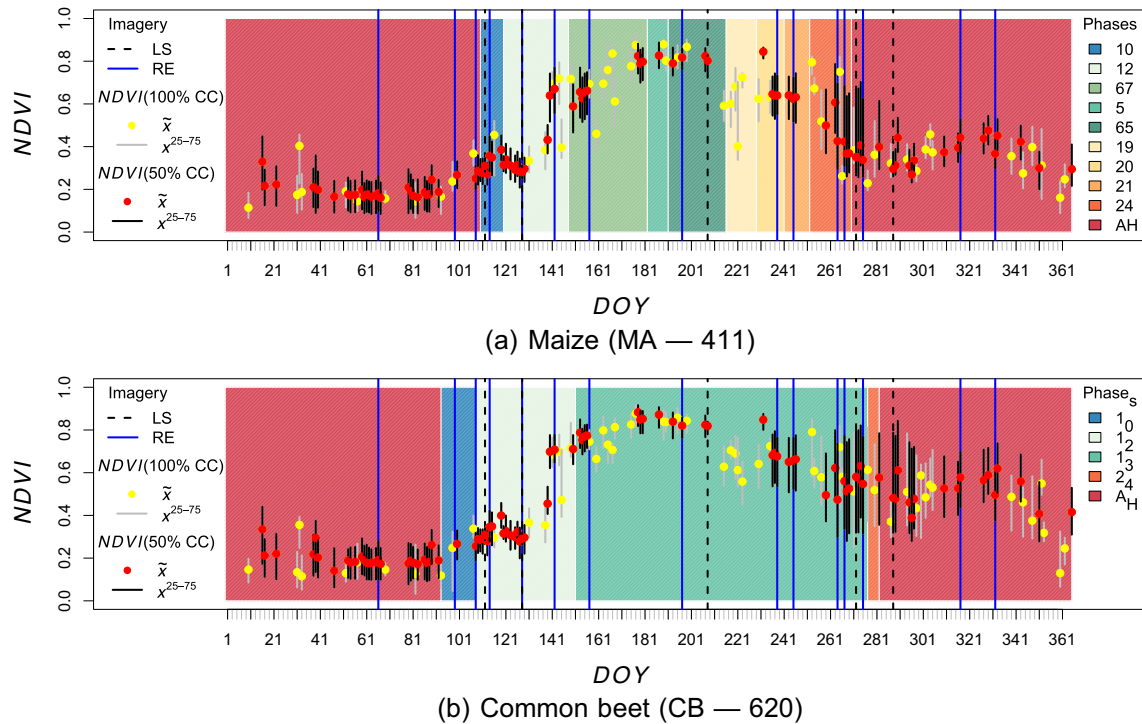 Imagery
LS
RE
NDVI(100% CC)
x̃
x²⁵⁻⁷⁵
NDVI(50% CC)
x̃
x²⁵⁻⁷⁵
NDVI
1.0
0.8
0.6
0.4
0.2
0.0
Phases
10
12
67
5
65
19
20
21
24
AH
1 21 41 61 81 101 121 141 161 181 201 221 241 261 281 301 321 341 361
DOY
(a) Maize (MA — 411)
Imagery
LS
RE
NDVI(100% CC)
x̃
x²⁵⁻⁷⁵
NDVI(50% CC)
x̃
x²⁵⁻⁷⁵
NDVI
1.0
0.8
0.6
0.4
0.2
0.0
Phaseₛ
1₀
1₂
1₃
2₄
A_H
1 21 41 61 81 101 121 141 161 181 201 221 241 261 281 301 321 341 361
DOY
(b) Common beet (CB — 620)